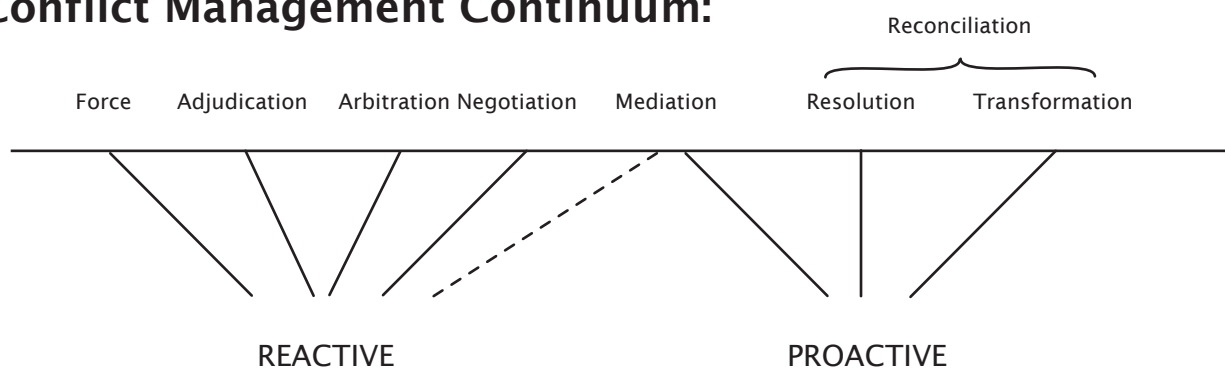 Conflict Management Continuum:
Reconciliation
Force Adjudication Arbitration Negotiation Mediation Resolution Transformation
REACTIVE PROACTIVE